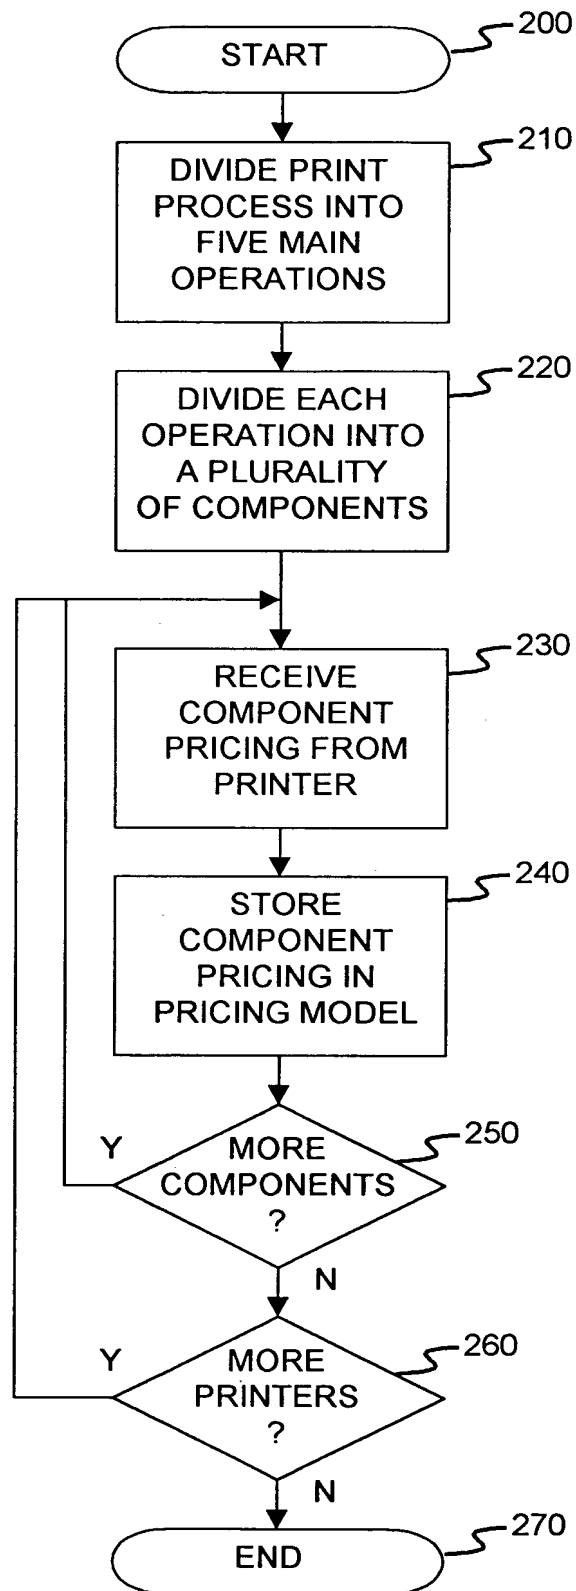 200
START
210
DIVIDE PRINT
PROCESS INTO
FIVE MAIN
OPERATIONS
220
DIVIDE EACH
OPERATION INTO
A PLURALITY
OF COMPONENTS
230
RECEIVE
COMPONENT
PRICING FROM
PRINTER
240
STORE
COMPONENT
PRICING IN
PRICING MODEL
250
Y
MORE
COMPONENTS
?
N
260
Y
MORE
PRINTERS
?
N
270
END